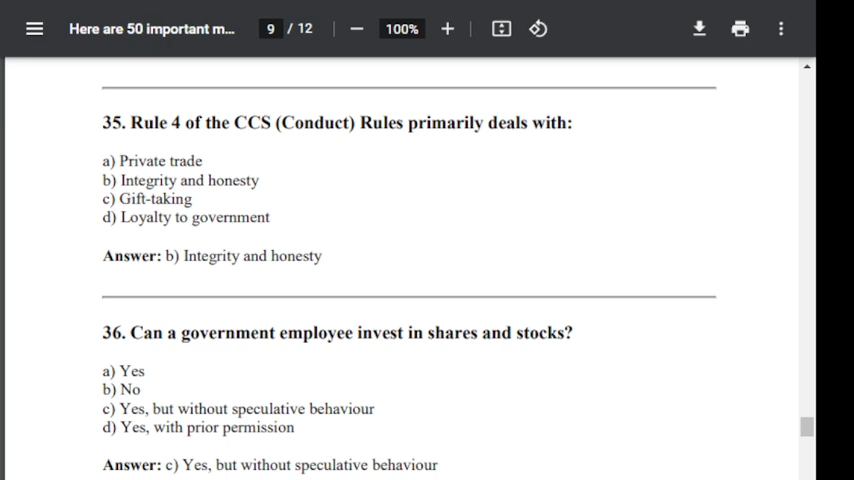 Here are 50 important m... 9 / 12 100%
35. Rule 4 of the CCS (Conduct) Rules primarily deals with:
a) Private trade
b) Integrity and honesty
c) Gift-taking
d) Loyalty to government
Answer: b) Integrity and honesty
36. Can a government employee invest in shares and stocks?
a) Yes
b) No
c) Yes, but without speculative behaviour
d) Yes, with prior permission
Answer: c) Yes, but without speculative behaviour